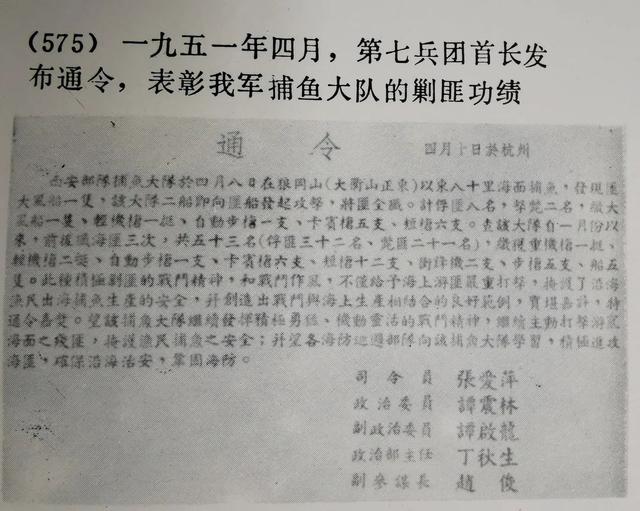 (575) 一九五一年四月，第七兵团首长发
布通令，表彰我军捕鱼大队的剿匪功绩
通令
四月十日於杭州
西安部隊捕魚大隊於四月八日在狼岡山(大衢山正東)以東八十里海面捕魚，發現匪
大風船一隻，該大隊二船即向匪船發起攻擊，將匪全殲。計俘匪八名，擊斃二名，繳大
風船一隻、輕機槍一挺、自動步槍一支、卡賓槍五支、短槍六支。查該大隊自一月份以
來，前後殲海匪三次，共五十三名(俘匪三十二名、斃匪二十一名)，繳視重機槍一挺、
輕機槍二挺、自動步槍一支、卡賓槍六支、短槍十二支、衝鋒機二支、步槍五支、船五
隻。此種積極剿匪的戰鬥精神，和戰鬥作風，不僅給予海上游匪嚴重打擊，掩護了沿海
漁民出海捕魚生產的安全，并創造出戰鬥與海上生產相結合的良好範例，實堪嘉許，特
通令嘉奬。望該捕魚大隊繼續發揮積極勇敢、機動靈活的戰鬥精神，繼續主動打擊游竄
海面之殘匪，掩護漁民捕魚之安全；并望各海防巡邏部隊向該捕魚大隊學習，積極進攻
海匪，確保沿海治安，鞏固海防。
司令員 張愛萍
政治委員 譚震林
副政治委員 譚啟龍
政治部主任 丁秋生
副參謀長 趙俊